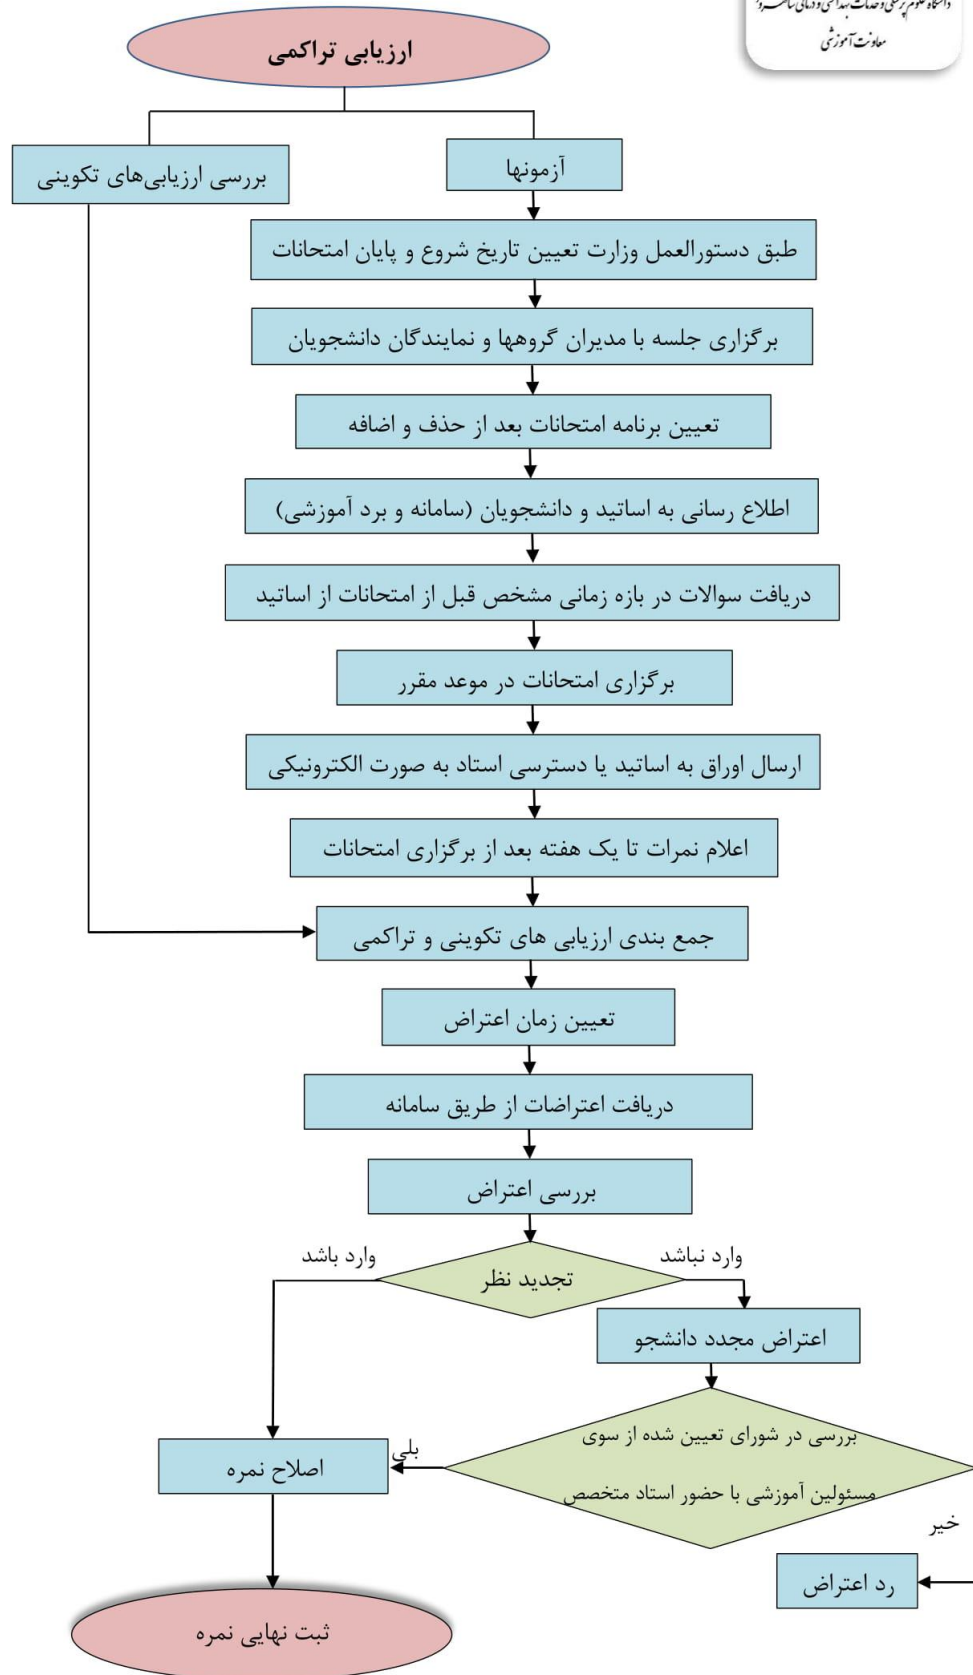 دانشگاه علوم پزشکی و خدمات بهداشتی و درمانی
معاونت آموزشی
ارزیابی تراکمی
آزمونها
بررسی ارزیابی‌های تکوینی
طبق دستورالعمل وزارت تعیین تاریخ شروع و پایان امتحانات
برگزاری جلسه با مدیران گروهها و نمایندگان دانشجویان
تعیین برنامه امتحانات بعد از حذف و اضافه
اطلاع رسانی به اساتید و دانشجویان (سامانه و برد آموزشی)
دریافت سوالات در بازه زمانی مشخص قبل از امتحانات از اساتید
برگزاری امتحانات در موعد مقرر
ارسال اوراق به اساتید یا دسترسی استاد به صورت الکترونیکی
اعلام نمرات تا یک هفته بعد از برگزاری امتحانات
جمع بندی ارزیابی های تکوینی و تراکمی
تعیین زمان اعتراض
دریافت اعتراضات از طریق سامانه
بررسی اعتراض
وارد نباشد
وارد باشد
تجدید نظر
اعتراض مجدد دانشجو
بررسی در شورای تعیین شده از سوی
مسئولین آموزشی با حضور استاد متخصص
بلی
اصلاح نمره
خیر
رد اعتراض
ثبت نهایی نمره